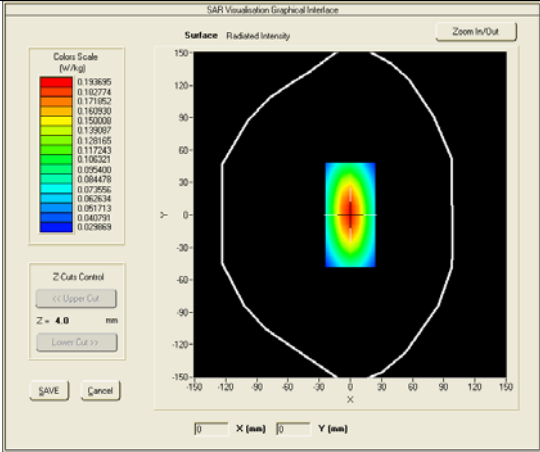 SAR Visualisation Graphical Interface
Surface Radiated Intensity
Zoom In/Out
Colors Scale
(W/kg)
0.193695
0.182774
0.171852
0.160930
0.150008
0.139087
0.128165
0.117243
0.106321
0.095400
0.084478
0.073556
0.062634
0.051713
0.040791
0.029869
150
90
60
30
Y
0
-30
-60
-90
-120
-150
-150
-120
-90
-60
-30
0
30
60
90
120
150
X
Z-Cuts Control
<< Upper Cut
Z = 4.0 mm
Lower Cut >>
SAVE
Cancel
0 X (mm) 0 Y (mm)